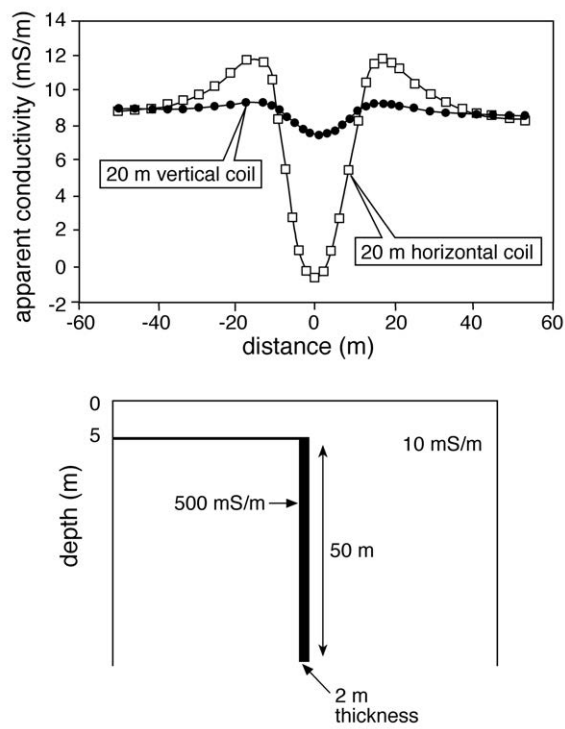 apparent conductivity (mS/m)
14
12
10
8
6
4
2
0
-2
20 m vertical coil
20 m horizontal coil
-60
-40
-20
0
20
40
60
distance (m)
depth (m)
0
5
10 mS/m
500 mS/m
50 m
2 m
thickness